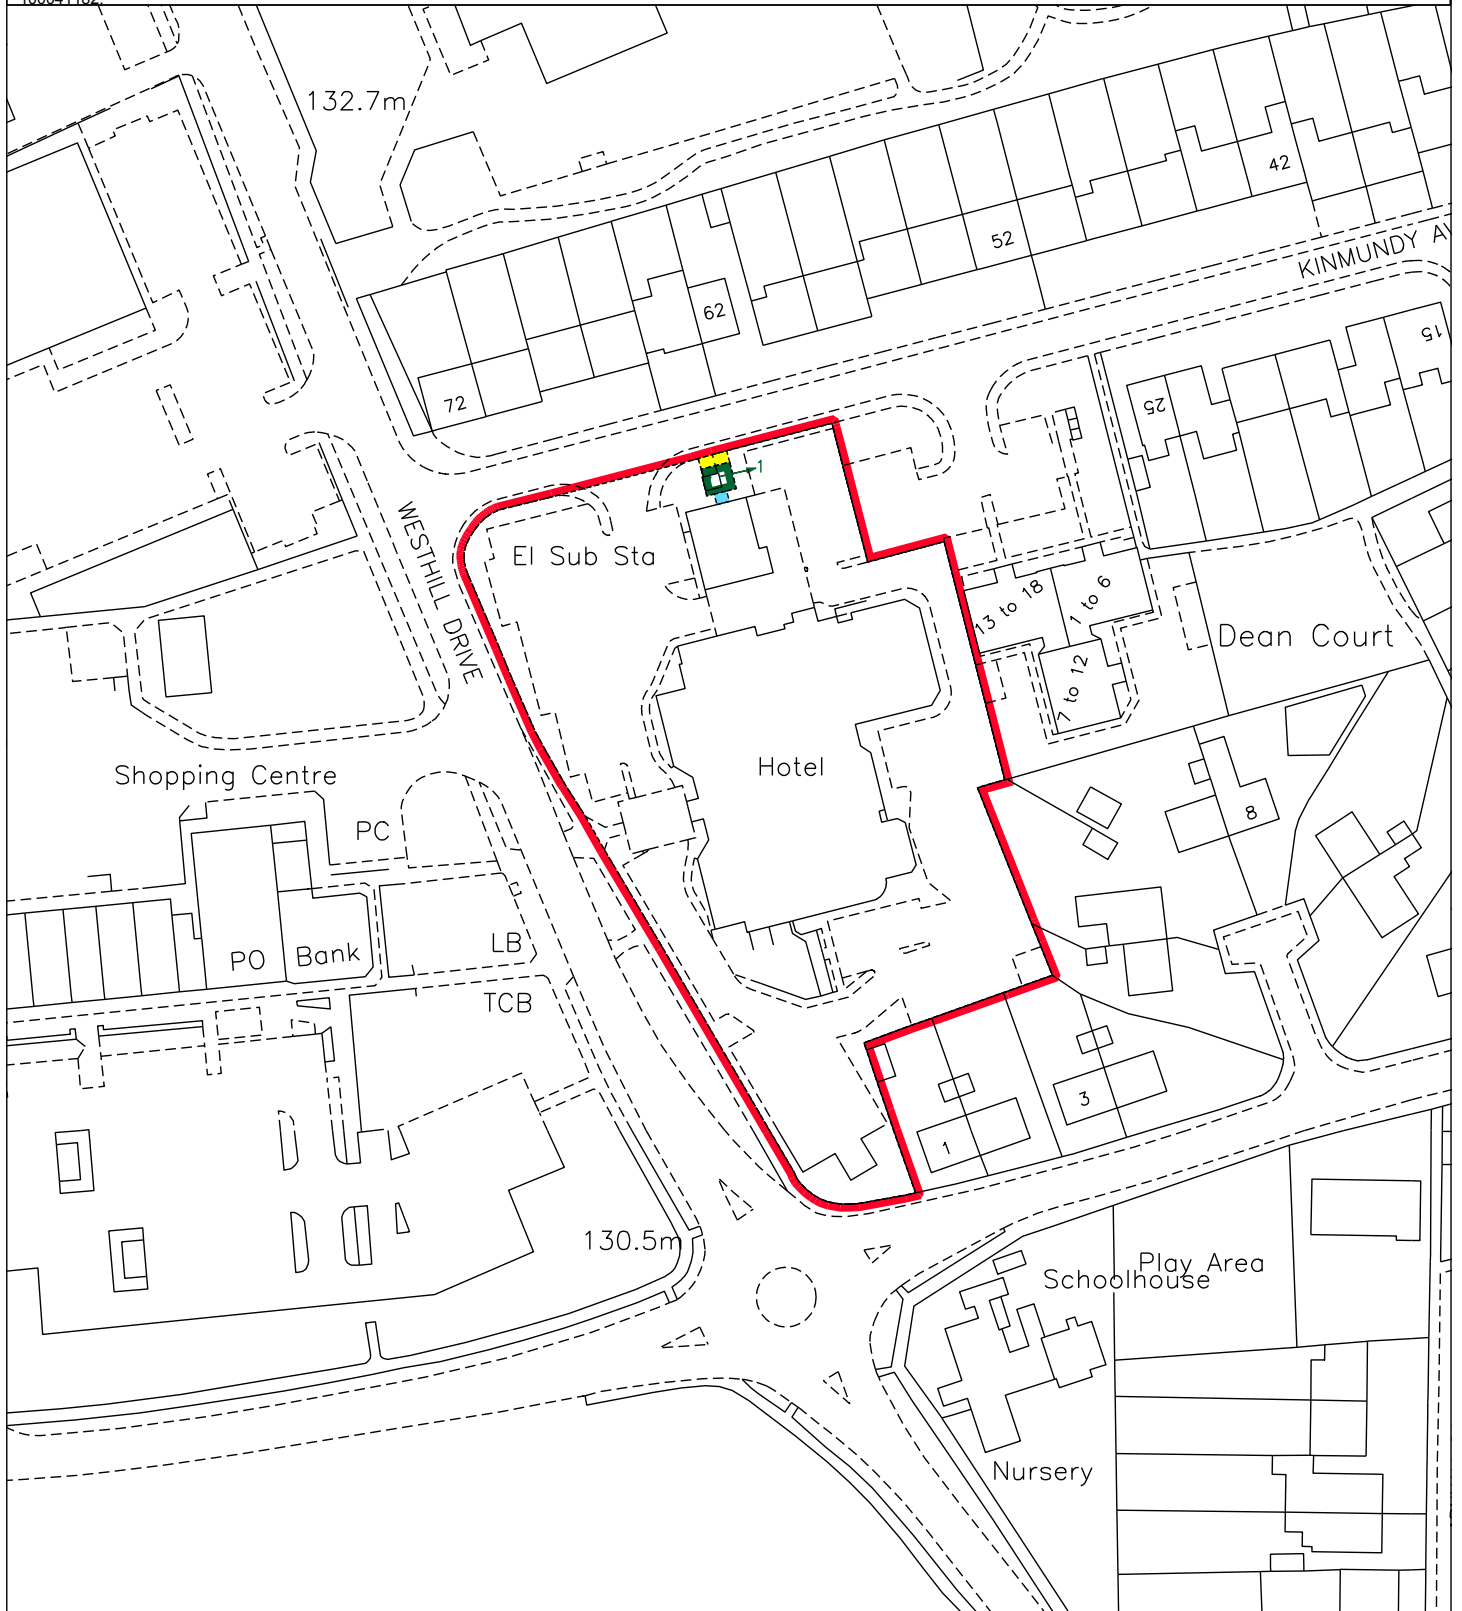 132.7m
42
52
KINMUNDY AV
62
15
72
25
1
WESTHILL DRIVE
El Sub Sta
13 to 18
1 to 6
Dean Court
7 to 12
Hotel
Shopping Centre
8
PC
LB
PO
Bank
TCB
3
1
130.5m
Play Area
Schoolhouse
Nursery